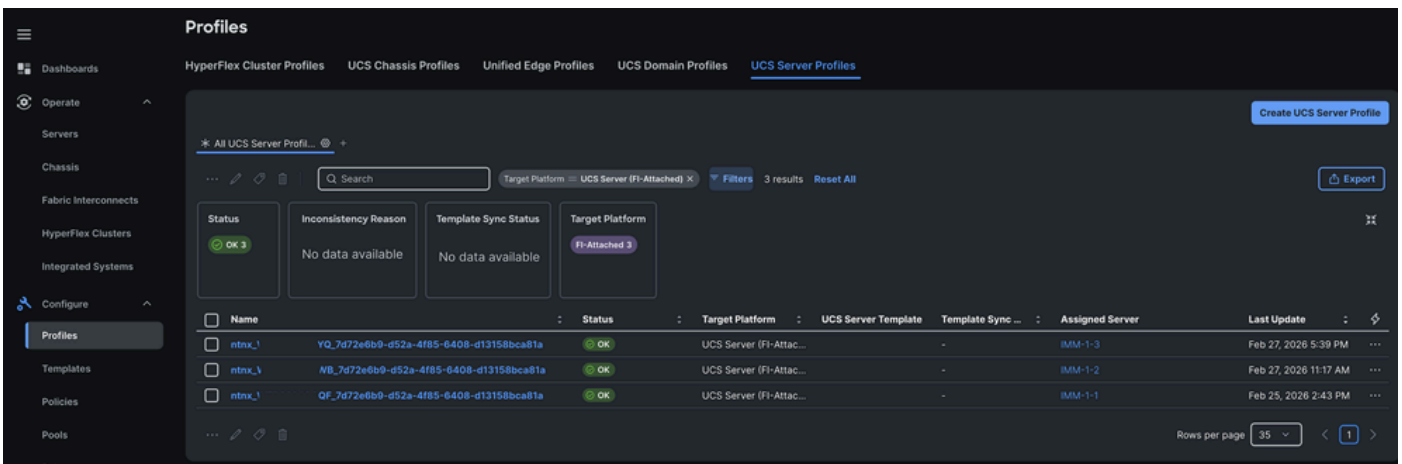 Profiles
Dashboards
Operate
Servers
Chassis
Fabric Interconnects
HyperFlex Clusters
Integrated Systems
Configure
Profiles
Templates
Policies
Pools
HyperFlex Cluster Profiles UCS Chassis Profiles Unified Edge Profiles UCS Domain Profiles UCS Server Profiles
Create UCS Server Profile
All UCS Server Profil... +
Search Target Platform = UCS Server (FI-Attached) × Filters 3 results Reset All Export
Status Inconsistency Reason Template Sync Status Target Platform
OK 3 No data available No data available FI-Attached 3
Name Status Target Platform UCS Server Template Template Sync ... Assigned Server Last Update
ntnx_ YQ_7d72e6b9-d52a-4f85-6408-d13158bca81a OK UCS Server (FI-Attac... - IMM-1-3 Feb 27, 2026 5:39 PM ...
ntnx_ NB_7d72e6b9-d52a-4f85-6408-d13158bca81a OK UCS Server (FI-Attac... - IMM-1-2 Feb 27, 2026 11:17 AM ...
ntnx_ QF_7d72e6b9-d52a-4f85-6408-d13158bca81a OK UCS Server (FI-Attac... - IMM-1-1 Feb 25, 2026 2:43 PM ...
Rows per page 35 < 1 >